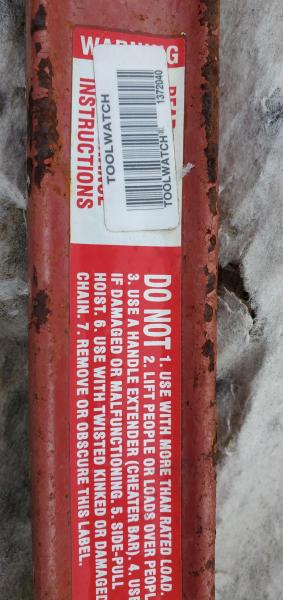 WARNING
INSTRUCTIONS
TOOLWATCH
1372040
TOOLWATCH
DO NOT 1. USE WITH MORE THAN RATED LOAD.
2. LIFT PEOPLE OR LOADS OVER PEOPL
3. USE A HANDLE EXTENDER (CHEATER BAR). 4. USE
IF DAMAGED OR MALFUNCTIONING. 5. SIDE-PULL
HOIST. 6. USE WITH TWISTED KINKED OR DAMAGED
CHAIN. 7. REMOVE OR OBSCURE THIS LABEL.